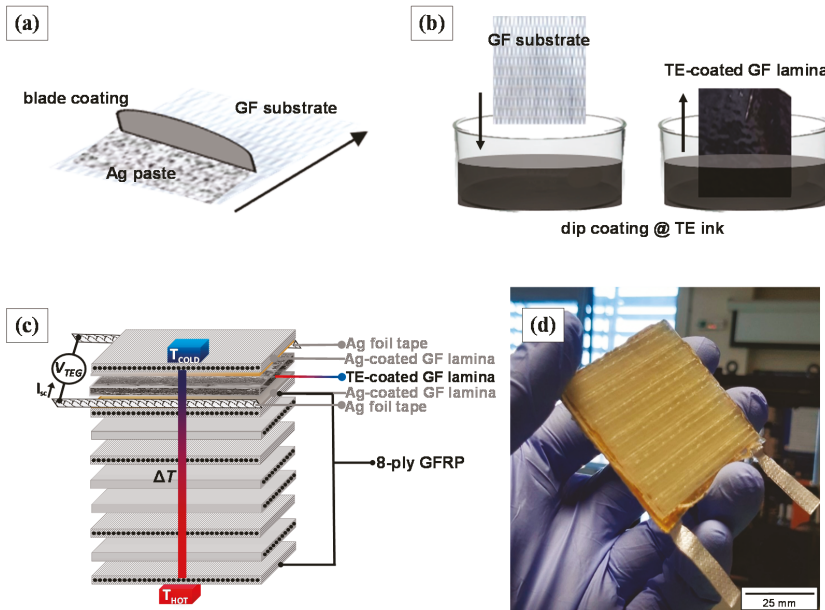 (a)
blade coating
GF substrate
Ag paste
(b)
GF substrate
TE-coated GF lamina
dip coating @ TE ink
(c)
T_COLD
V_TEG
I_sc
Ag foil tape
Ag-coated GF lamina
TE-coated GF lamina
Ag-coated GF lamina
Ag foil tape
ΔT
8-ply GFRP
T_HOT
(d)
25 mm